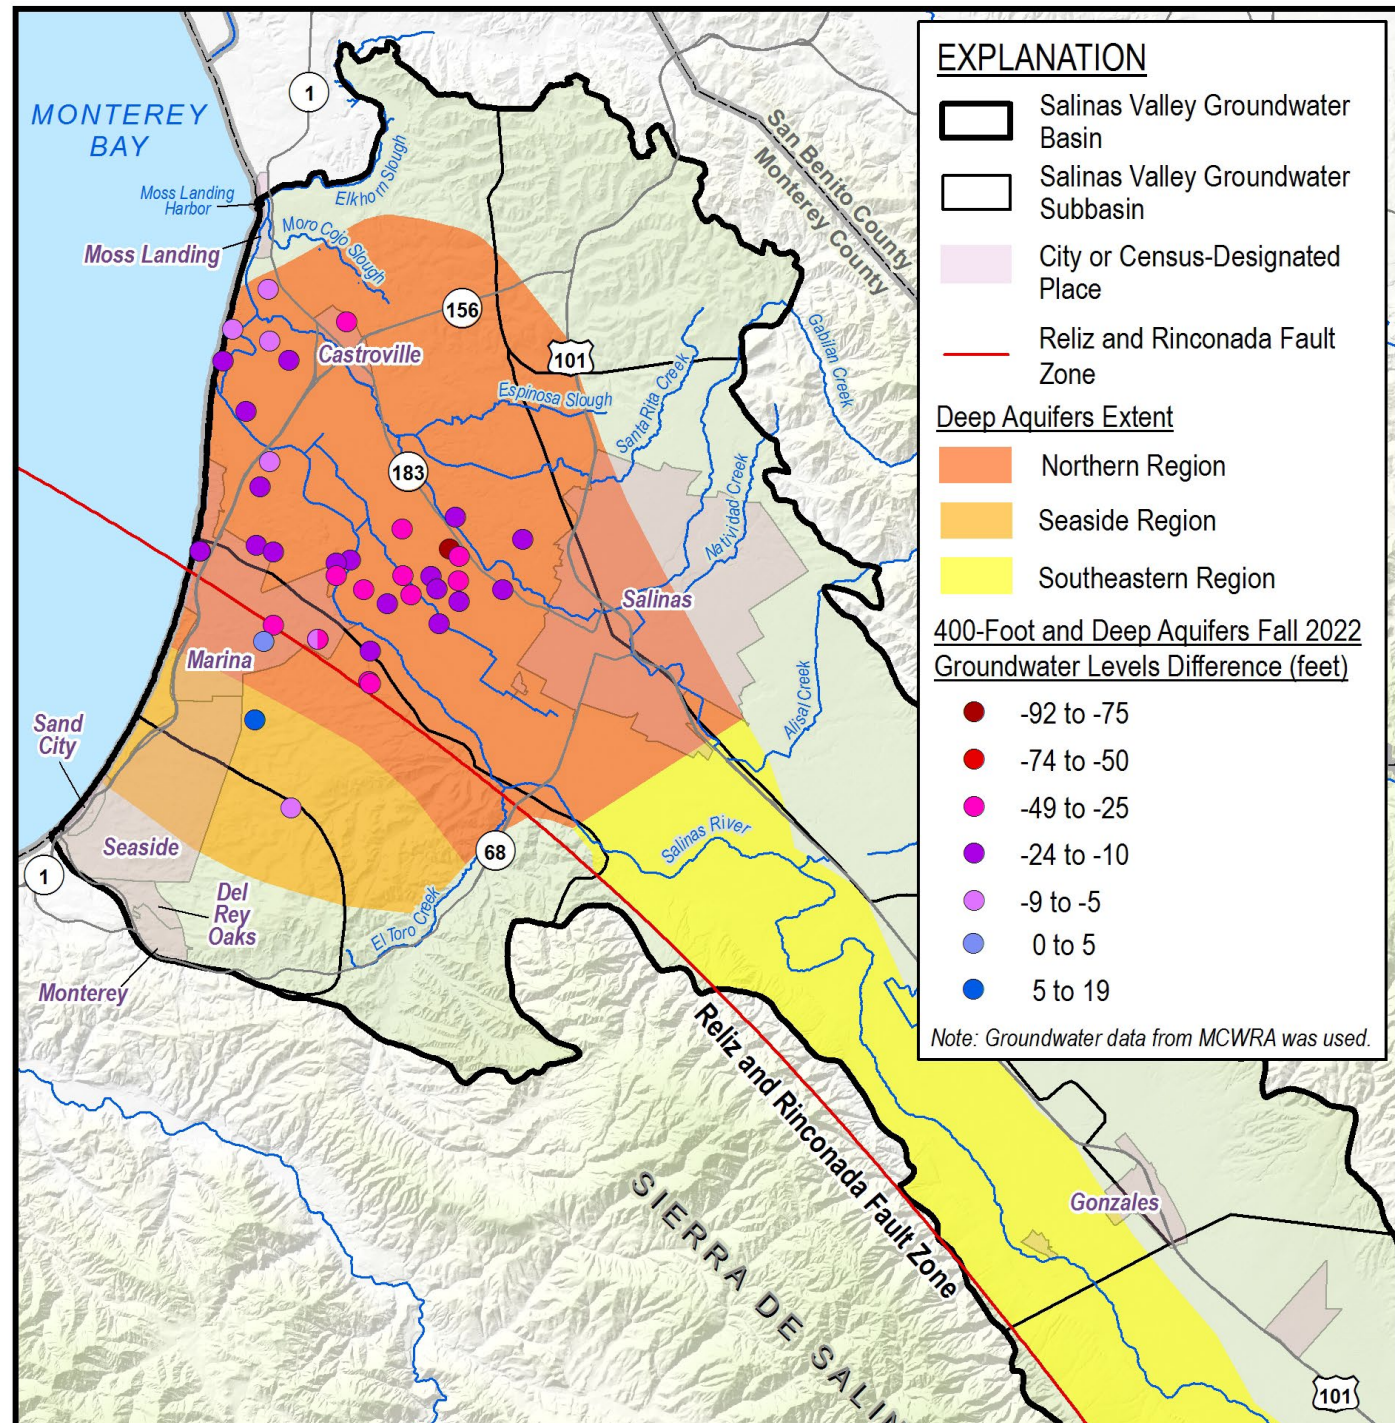 1
MONTEREY
BAY
San Benito County
Monterey County
Elkhorn Slough
Moss Landing
Harbor
Moro Cojo Slough
Moss Landing
156
Castroville
101
Gabilan Creek
Santa Rita Creek
Espinosa Slough
183
Natividad Creek
Salinas
Marina
Alisal Creek
Sand
City
Seaside
68
Salinas River
1
Del
Rey
Oaks
El Toro Creek
Monterey
Reliz and Rinconada Fault Zone
SIERRA DE SALIN
Gonzales
101
EXPLANATION
Salinas Valley Groundwater
Basin
Salinas Valley Groundwater
Subbasin
City or Census-Designated
Place
Reliz and Rinconada Fault
Zone
Deep Aquifers Extent
Northern Region
Seaside Region
Southeastern Region
400-Foot and Deep Aquifers Fall 2022
Groundwater Levels Difference (feet)
-92 to -75
-74 to -50
-49 to -25
-24 to -10
-9 to -5
0 to 5
5 to 19
Note: Groundwater data from MCWRA was used.